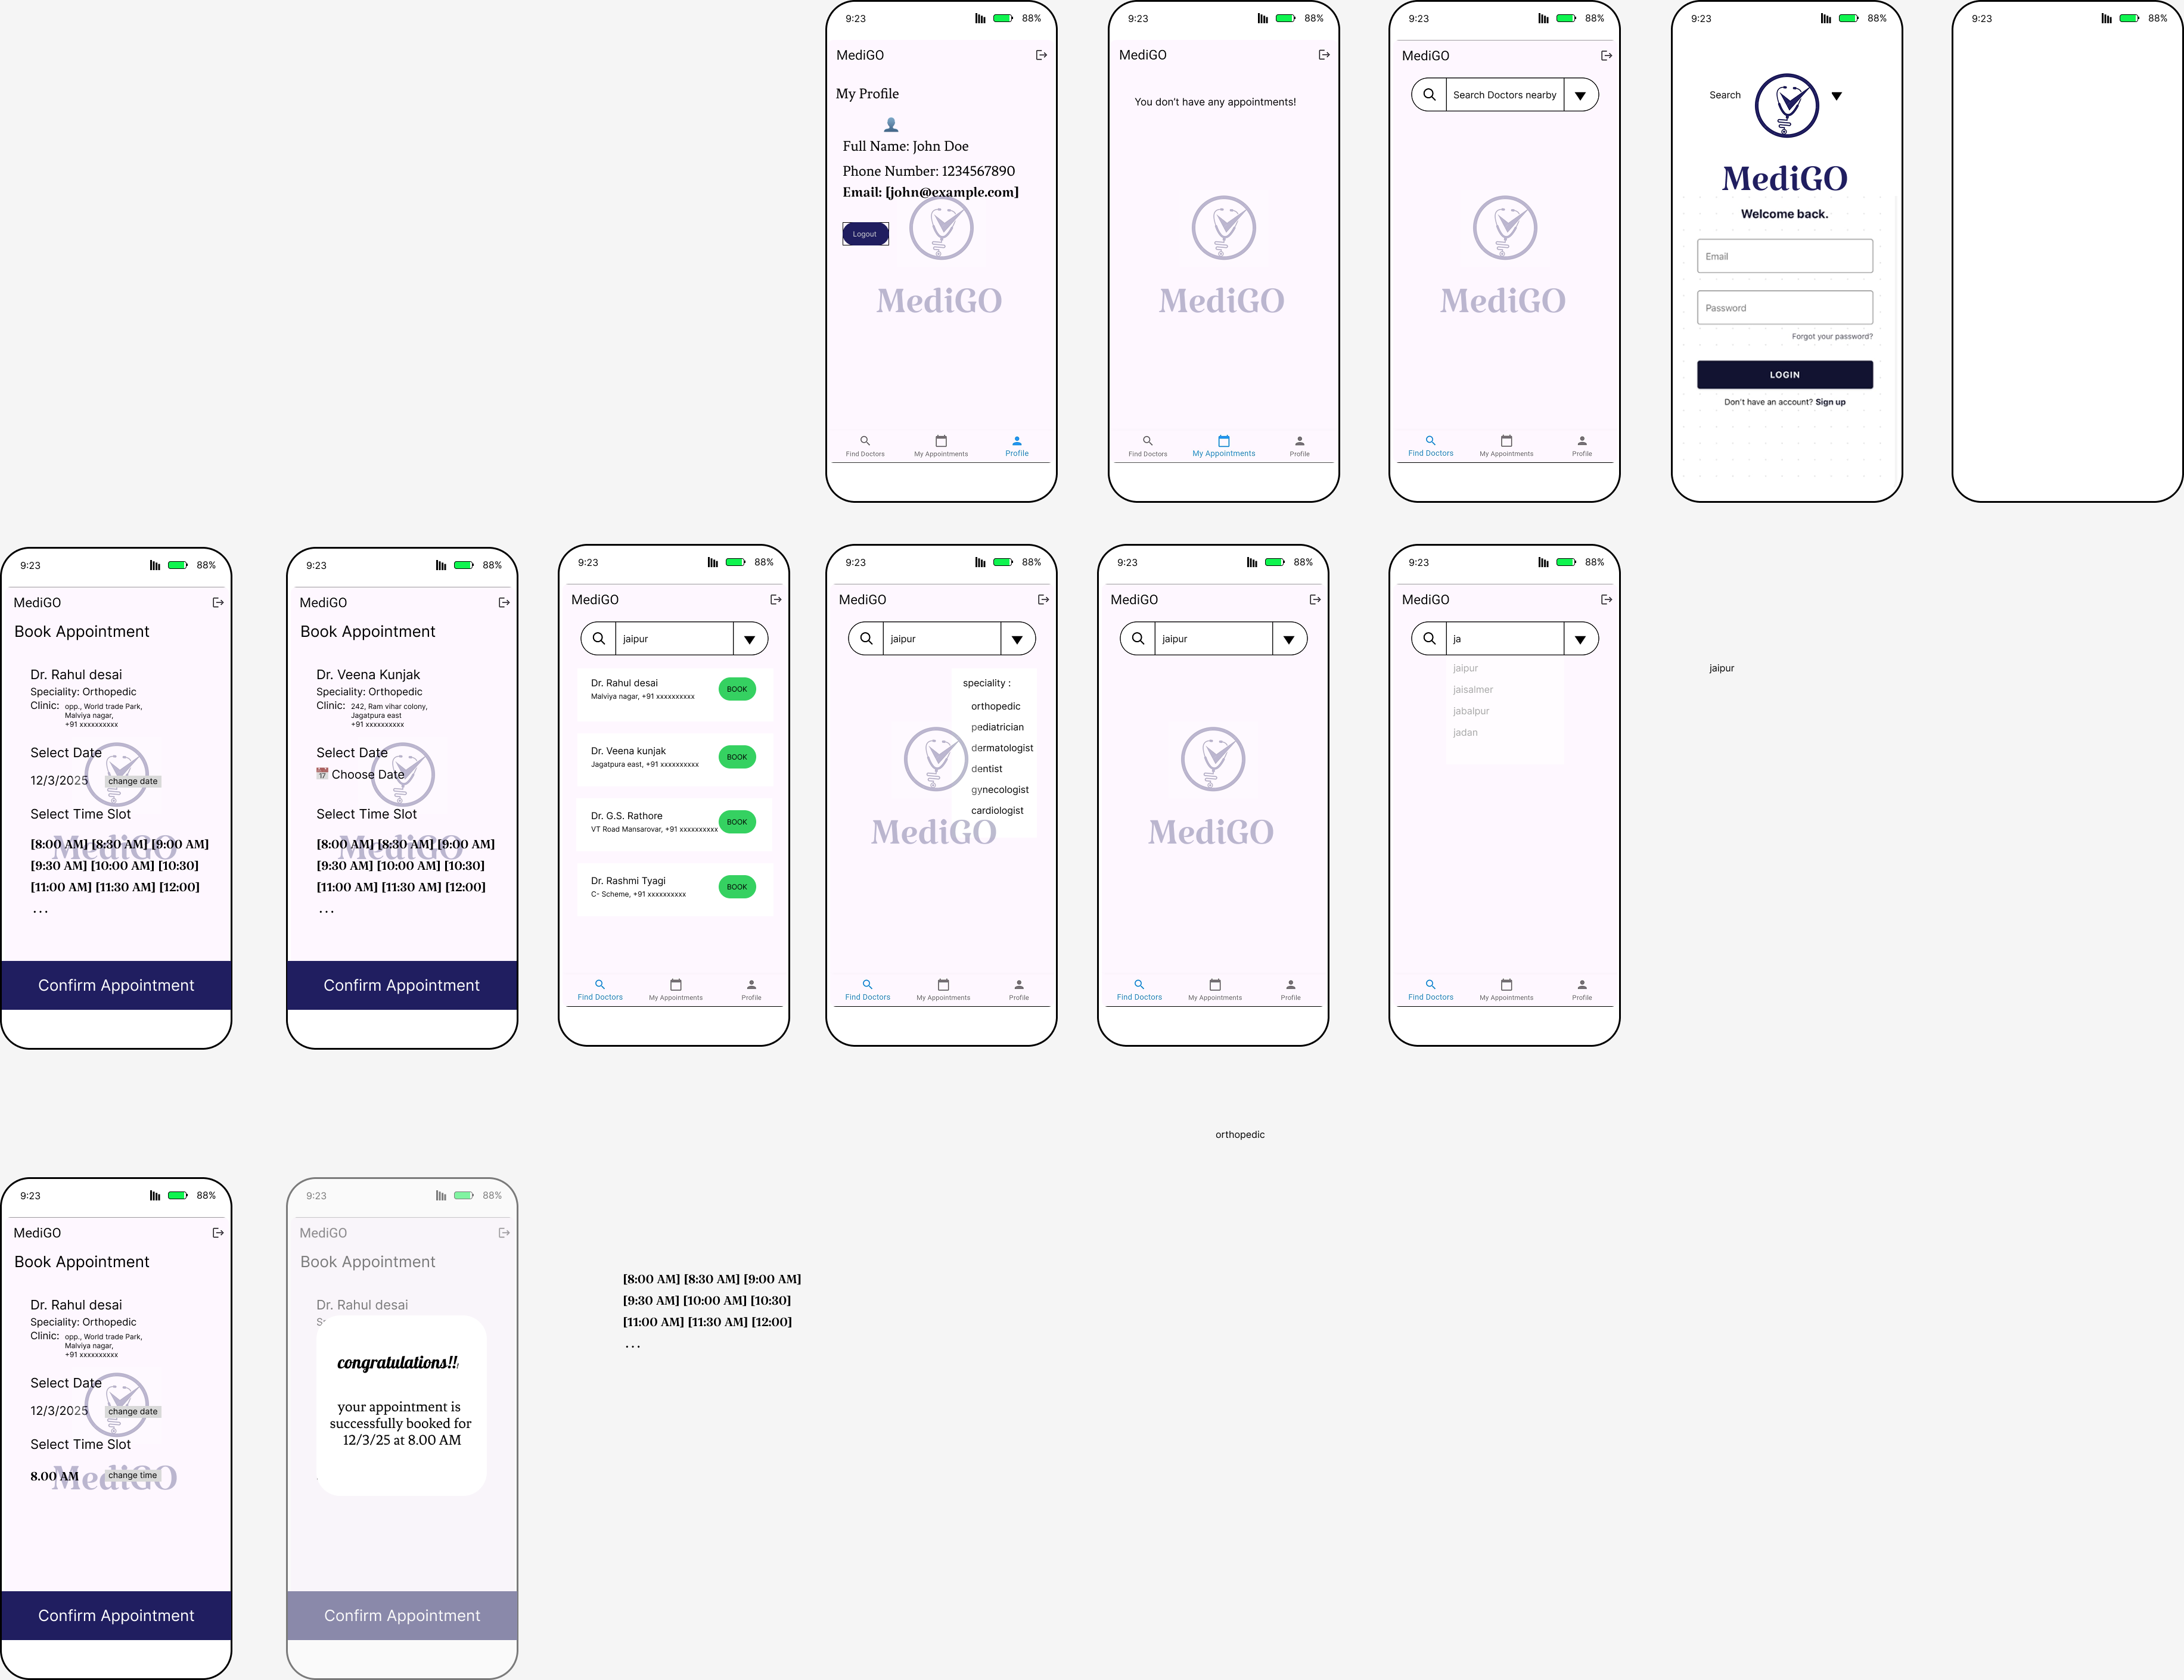 9:23 88%
MediGO
My Profile
Full Name: John Doe
Phone Number: 1234567890
Email: [john@example.com]
Logout
MediGO
Find Doctors My Appointments Profile
9:23 88%
MediGO
You don't have any appointments!
MediGO
Find Doctors My Appointments Profile
9:23 88%
MediGO
Search Doctors nearby
MediGO
Find Doctors My Appointments Profile
9:23 88%
Search
MediGO
Welcome back.
Email
Password
Forgot your password?
LOGIN
Don't have an account? Sign up
9:23 88%
9:23 88%
MediGO
Book Appointment
Dr. Rahul desai
Speciality: Orthopedic
Clinic: opp., World trade Park,
Malviya nagar,
+91 xxxxxxxxxx
Select Date
12/3/2025 change date
Select Time Slot
MediGO
[8:00 AM] [8:30 AM] [9:00 AM]
[9:30 AM] [10:00 AM] [10:30]
[11:00 AM] [11:30 AM] [12:00]
...
Confirm Appointment
9:23 88%
MediGO
Book Appointment
Dr. Veena Kunjak
Speciality: Orthopedic
Clinic: 242, Ram vihar colony,
Jagatpura east
+91 xxxxxxxxxx
Select Date
Choose Date
Select Time Slot
MediGO
[8:00 AM] [8:30 AM] [9:00 AM]
[9:30 AM] [10:00 AM] [10:30]
[11:00 AM] [11:30 AM] [12:00]
...
Confirm Appointment
9:23 88%
MediGO
jaipur
Dr. Rahul desai
Malviya nagar, +91 xxxxxxxxxx
BOOK
Dr. Veena kunjak
Jagatpura east, +91 xxxxxxxxxx
BOOK
Dr. G.S. Rathore
VT Road Mansarovar, +91 xxxxxxxxxx
BOOK
Dr. Rashmi Tyagi
C- Scheme, +91 xxxxxxxxxx
BOOK
Find Doctors My Appointments Profile
9:23 88%
MediGO
jaipur
speciality :
orthopedic
pediatrician
dermatologist
dentist
gynecologist
cardiologist
MediGO
Find Doctors My Appointments Profile
9:23 88%
MediGO
jaipur
MediGO
Find Doctors My Appointments Profile
9:23 88%
MediGO
ja
jaipur
jaisalmer
jabalpur
jadan
Find Doctors My Appointments Profile
jaipur
orthopedic
9:23 88%
MediGO
Book Appointment
Dr. Rahul desai
Speciality: Orthopedic
Clinic: opp., World trade Park,
Malviya nagar,
+91 xxxxxxxxxx
Select Date
12/3/2025 change date
Select Time Slot
MediGO
8.00 AM change time
Confirm Appointment
9:23 88%
MediGO
Book Appointment
Dr. Rahul desai
congratulations!!
your appointment is
successfully booked for
12/3/25 at 8.00 AM
Confirm Appointment
[8:00 AM] [8:30 AM] [9:00 AM]
[9:30 AM] [10:00 AM] [10:30]
[11:00 AM] [11:30 AM] [12:00]
...